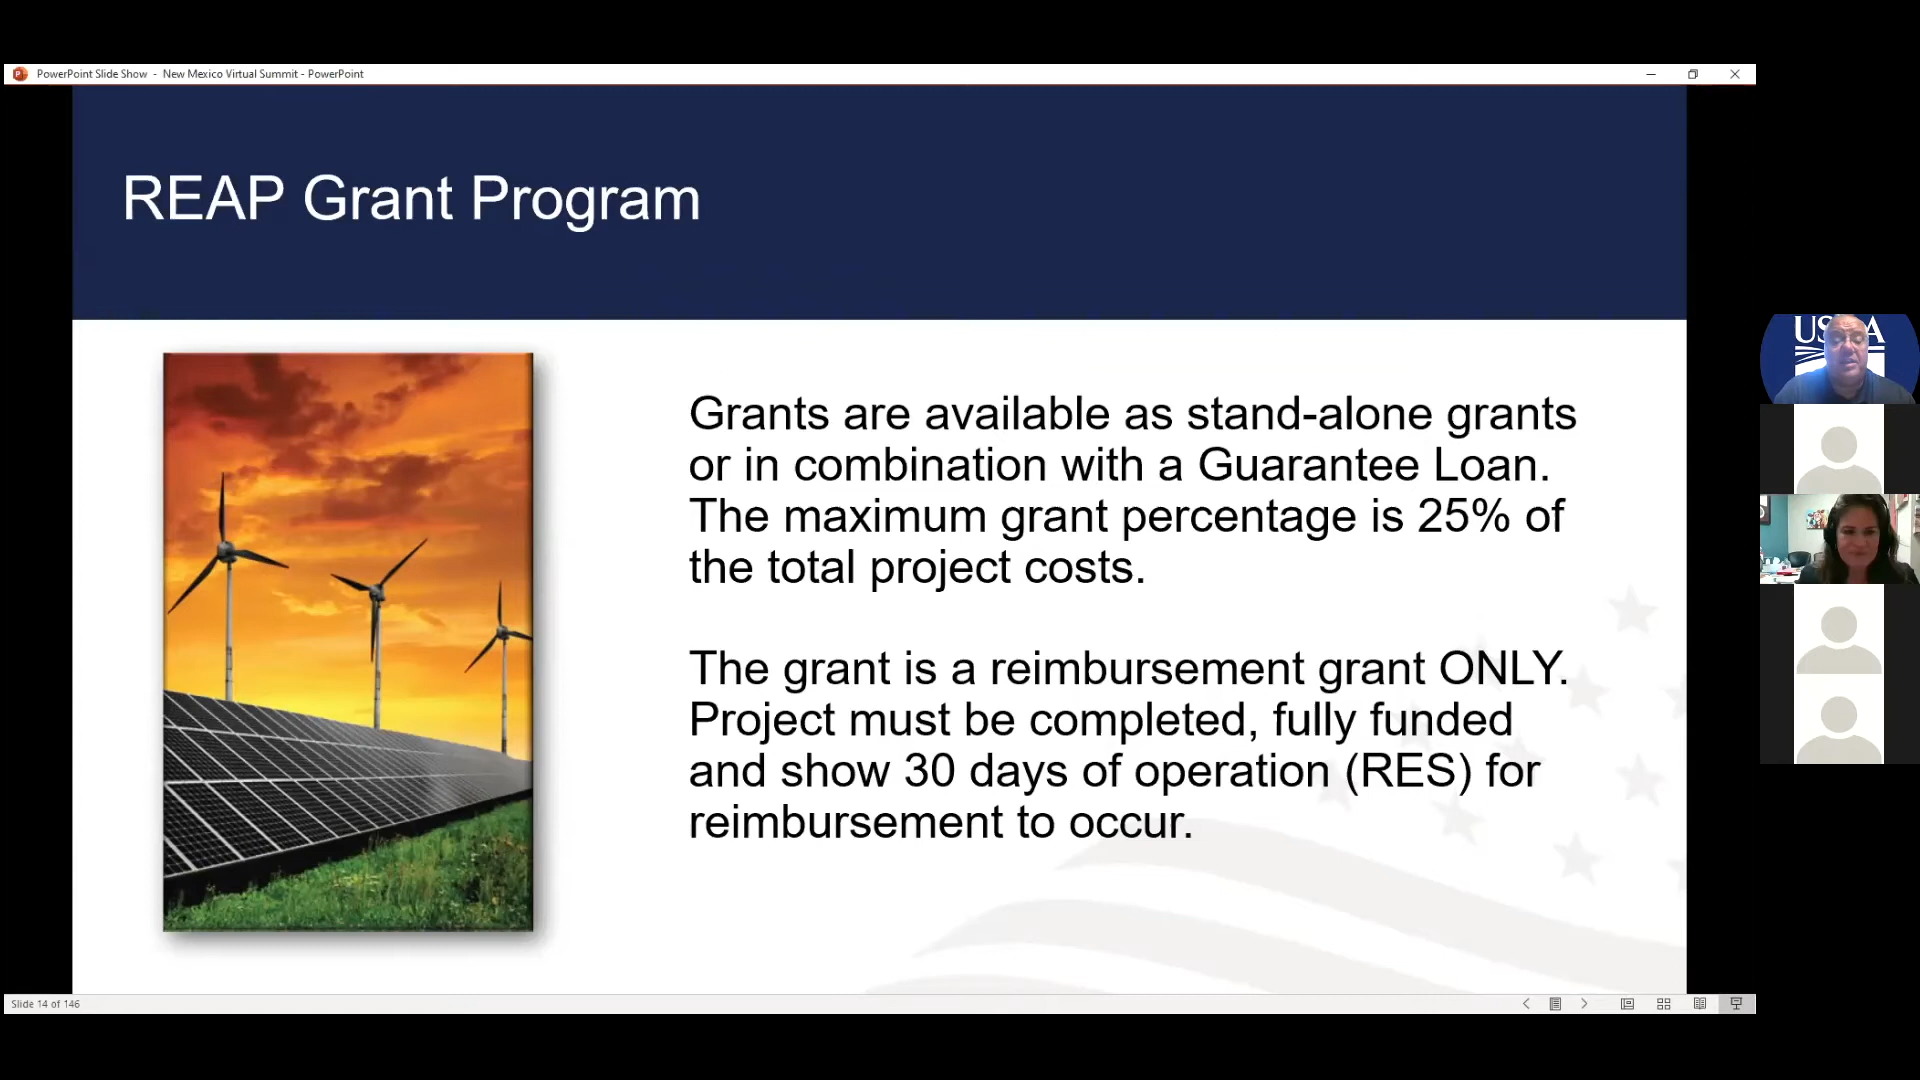 PowerPoint Slide Show - New Mexico Virtual Summit - PowerPoint
REAP Grant Program
Grants are available as stand-alone grants
or in combination with a Guarantee Loan.
The maximum grant percentage is 25% of
the total project costs.
The grant is a reimbursement grant ONLY.
Project must be completed, fully funded
and show 30 days of operation (RES) for
reimbursement to occur.
Slide 14 of 146